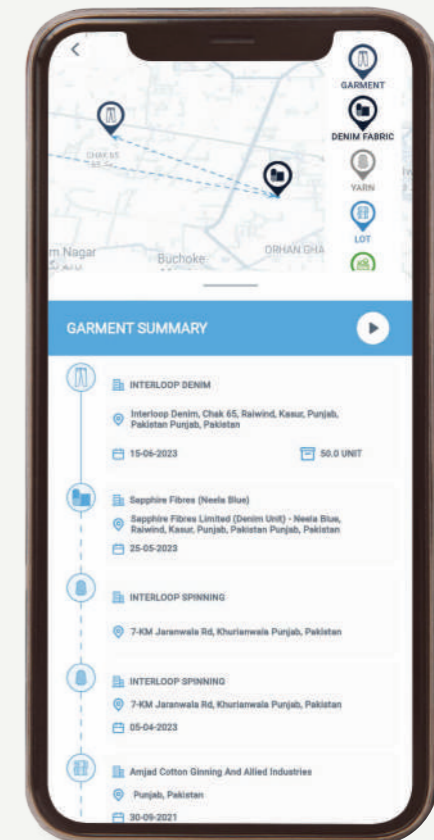 GARMENT
DENIM FABRIC
CHAK 65
YARN
LOT
m Nagar
Buchoke
ORHAN GHA
GARMENT SUMMARY
INTERLOOP DENIM
Interloop Denim, Chak 65, Raiwind, Kasur, Punjab,
Pakistan Punjab, Pakistan
15-06-2023
50.0 UNIT
Sapphire Fibres (Neela Blue)
Sapphire Fibres Limited (Denim Unit) - Neela Blue,
Raiwind, Kasur, Punjab, Pakistan Punjab, Pakistan
25-05-2023
INTERLOOP SPINNING
7-KM Jaranwala Rd, Khurianwala Punjab, Pakistan
INTERLOOP SPINNING
7-KM Jaranwala Rd, Khurianwala Punjab, Pakistan
05-04-2023
Amjad Cotton Ginning And Allied Industries
Punjab, Pakistan
30-09-2021